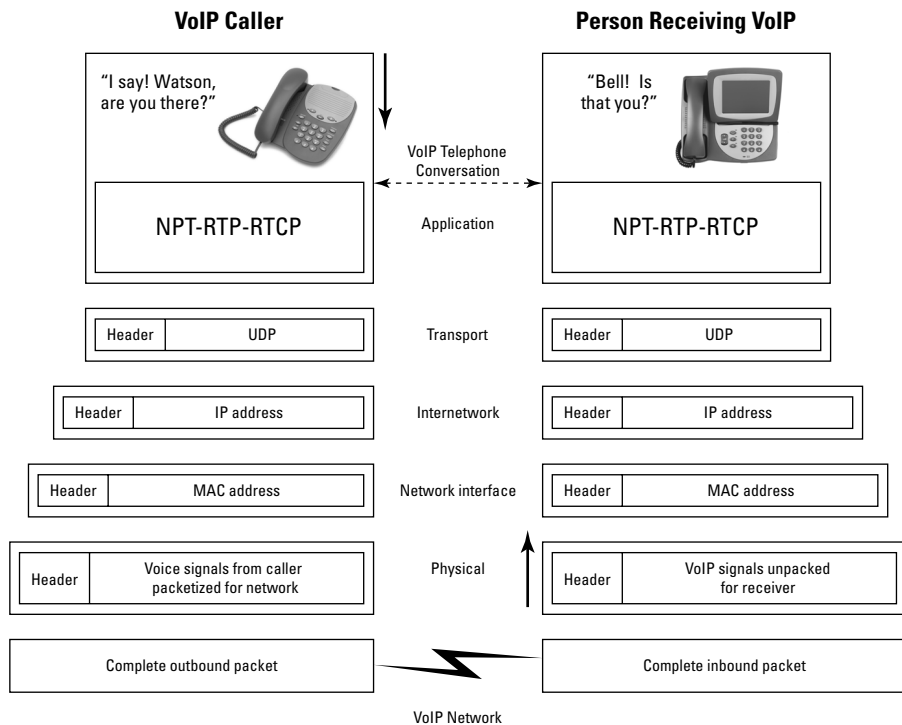 VoIP Caller
Person Receiving VoIP
“I say! Watson,
are you there?”
“Bell! Is
that you?”
VoIP Telephone
Conversation
NPT-RTP-RTCP
Application
NPT-RTP-RTCP
Header
UDP
Transport
Header
UDP
Header
IP address
Internetwork
Header
IP address
Header
MAC address
Network interface
Header
MAC address
Header
Voice signals from caller
packetized for network
Physical
Header
VoIP signals unpacked
for receiver
Complete outbound packet
Complete inbound packet
VoIP Network